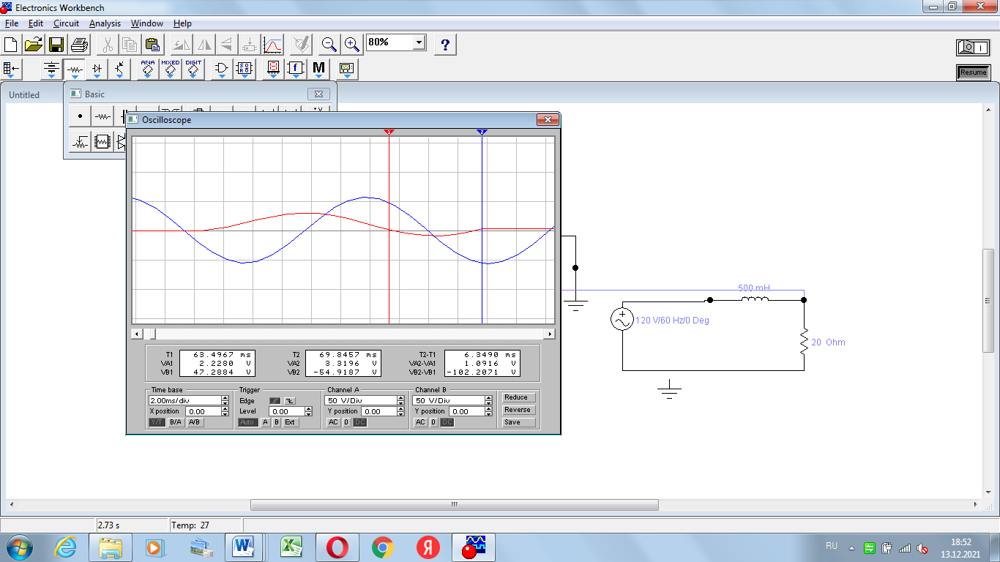 Electronics Workbench
File Edit Circuit Analysis Window Help
80%
?
ANA MIXED DIGIT
f M
Resume
Untitled
Basic
Oscilloscope
1 2
T1 63.4967 ms T2 69.8457 ms T2-T1 6.3490 ms
VA1 2.2280 V VA2 3.3196 V VA2-VA1 1.0916 V
VB1 47.2884 V VB2 -54.9187 V VB2-VB1 -102.2071 V
Time base Trigger Channel A Channel B
2.00ms/div Edge 50 V/Div 50 V/Div Reduce
X position 0.00 Level 0.00 Y position 0.00 Y position 0.00 Reverse
Y/T B/A A/B Auto A B Ext AC 0 DC AC 0 DC Save
500 mH
120 V/60 Hz/0 Deg
20 Ohm
2.73 s Temp: 27
RU 18:52
13.12.2021